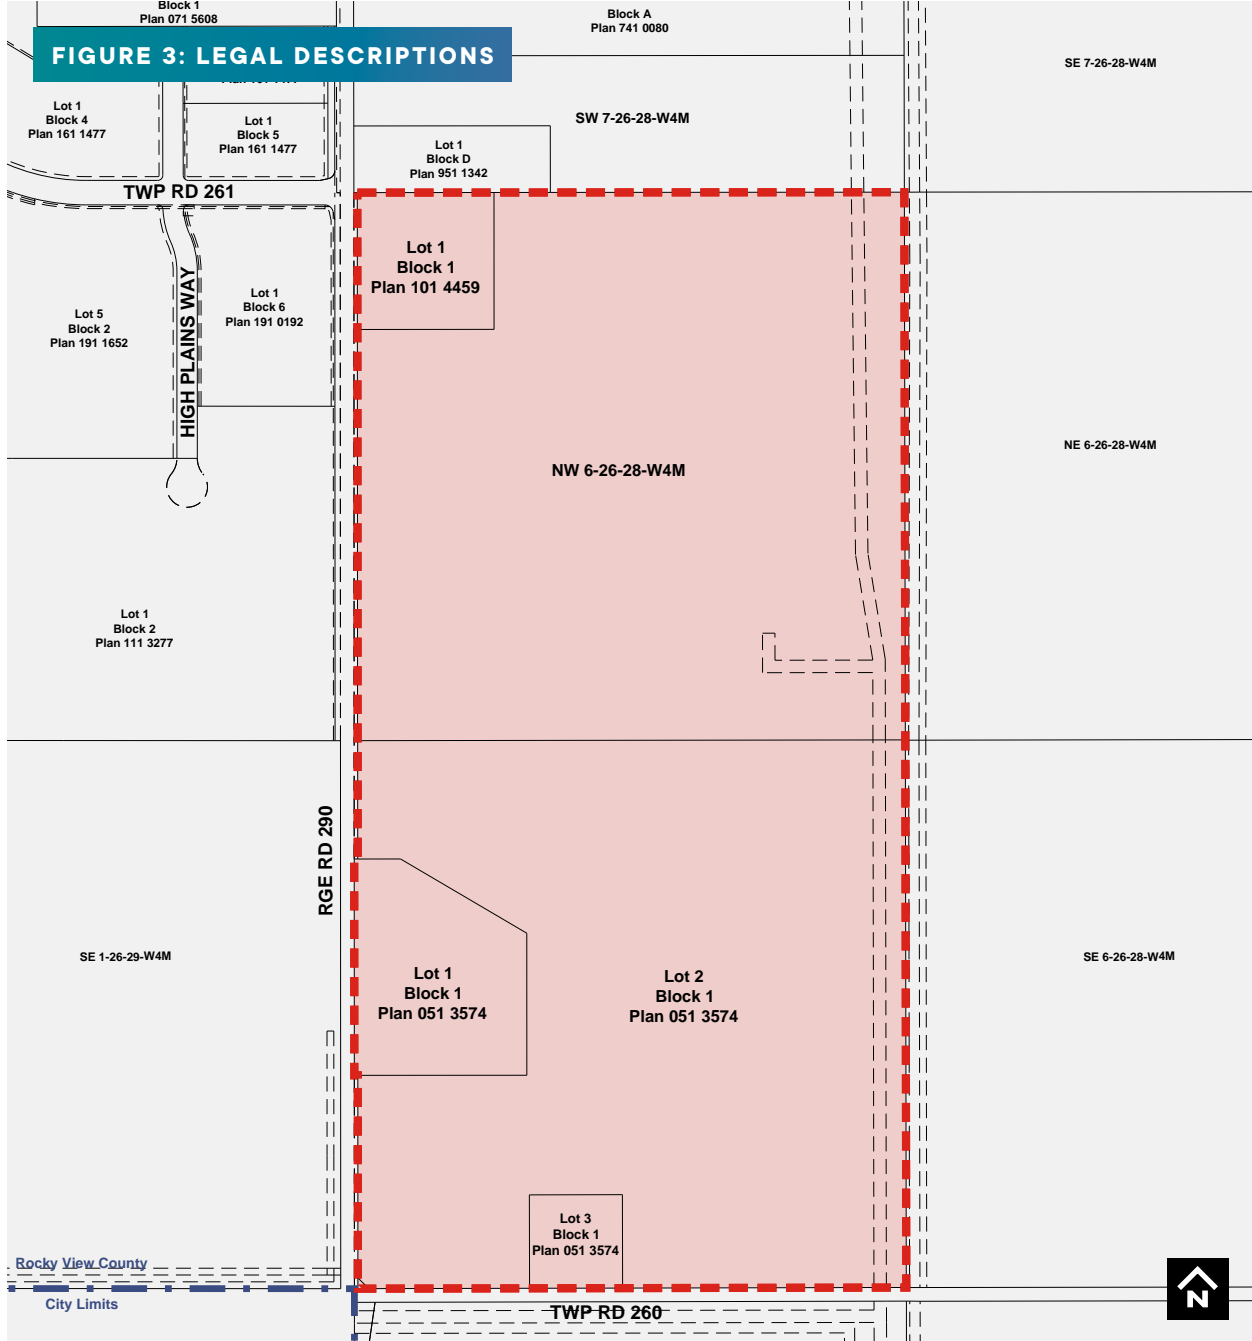 Block 1
Plan 071 5608
Block A
Plan 741 0080
FIGURE 3: LEGAL DESCRIPTIONS
SE 7-26-28-W4M
Lot 1
Block 4
Plan 161 1477
Lot 1
Block 5
Plan 161 1477
SW 7-26-28-W4M
Lot 1
Block D
Plan 951 1342
TWP RD 261
Lot 1
Block 1
Plan 101 4459
Lot 5
Block 2
Plan 191 1652
HIGH PLAINS WAY
Lot 1
Block 6
Plan 191 0192
NW 6-26-28-W4M
NE 6-26-28-W4M
Lot 1
Block 2
Plan 111 3277
RGE RD 290
SE 1-26-29-W4M
Lot 1
Block 1
Plan 051 3574
Lot 2
Block 1
Plan 051 3574
SE 6-26-28-W4M
Lot 3
Block 1
Plan 051 3574
Rocky View County
City Limits
TWP RD 260
N